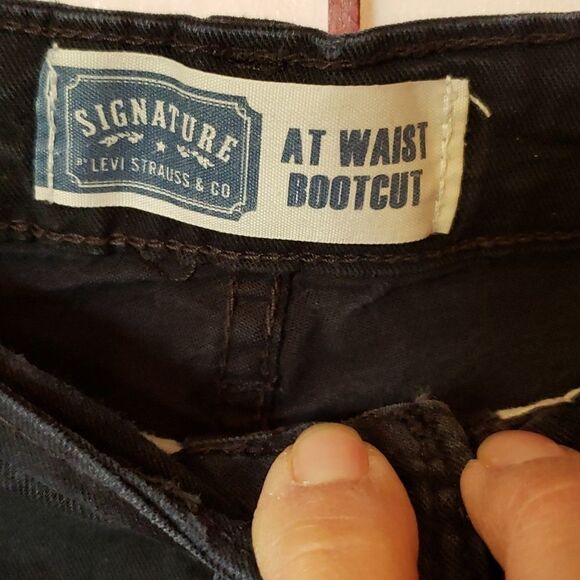 SIGNATURE
BY LEVI STRAUSS & CO
AT WAIST
BOOTCUT